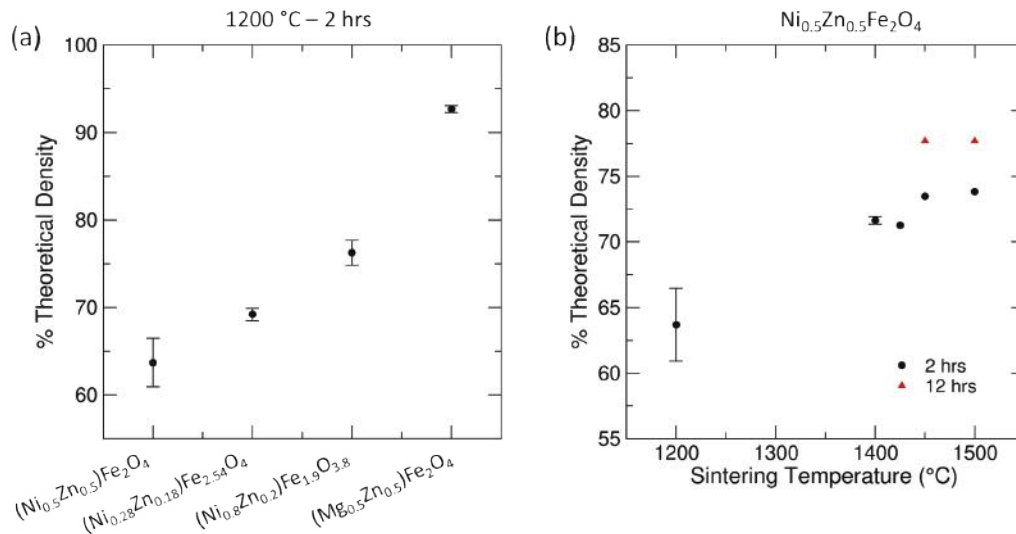 1200 °C – 2 hrs
(a)
100
90
80
70
60
% Theoretical Density
(Ni0.5Zn0.5)Fe2O4
(Ni0.28Zn0.18)Fe2.54O4
(Ni0.8Zn0.2)Fe1.9O3.8
(Mg0.5Zn0.5)Fe2O4
Ni0.5Zn0.5Fe2O4
(b)
85
80
75
70
65
60
55
% Theoretical Density
2 hrs
12 hrs
1200 1300 1400 1500
Sintering Temperature (°C)